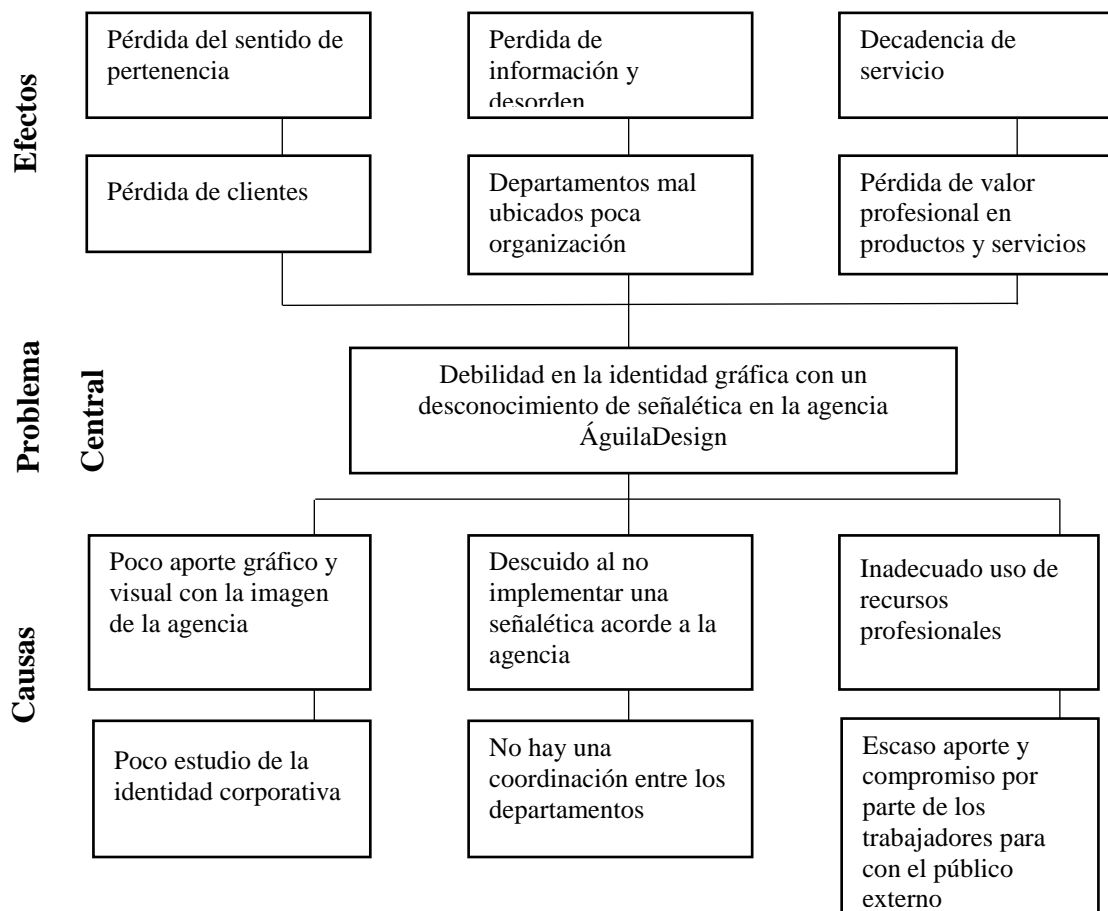 Efectos
Pérdida del sentido de
pertenencia
Perdida de
información y
desorden
Decadencia de
servicio
Pérdida de clientes
Departamentos mal
ubicados poca
organización
Pérdida de valor
profesional en
productos y servicios
Problema
Central
Debilidad en la identidad gráfica con un
desconocimiento de señalética en la agencia
ÁguilaDesign
Causas
Poco aporte gráfico y
visual con la imagen
de la agencia
Descuido al no
implementar una
señalética acorde a la
agencia
Inadecuado uso de
recursos
profesionales
Poco estudio de la
identidad corporativa
No hay una
coordinación entre los
departamentos
Escaso aporte y
compromiso por
parte de los
trabajadores para
con el público
externo